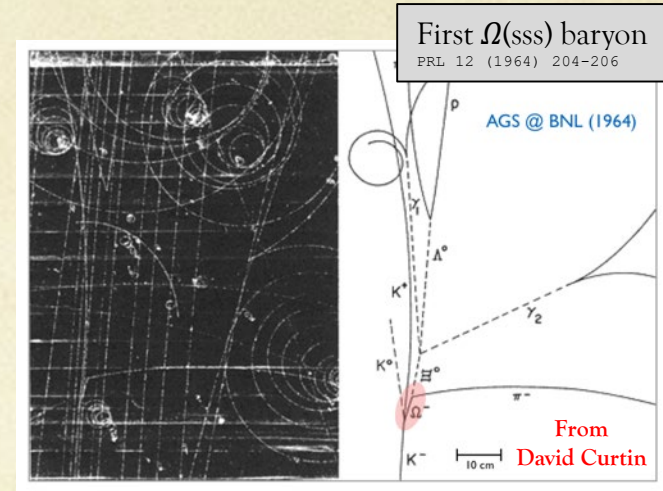 First Ω(sss) baryon
PRL 12 (1964) 204–206
AGS @ BNL (1964)
p
γ₁
Λ°
K⁺
γ₂
K°
Ξ°
π⁻
Ω⁻
K⁻
10 cm
From
David Curtin